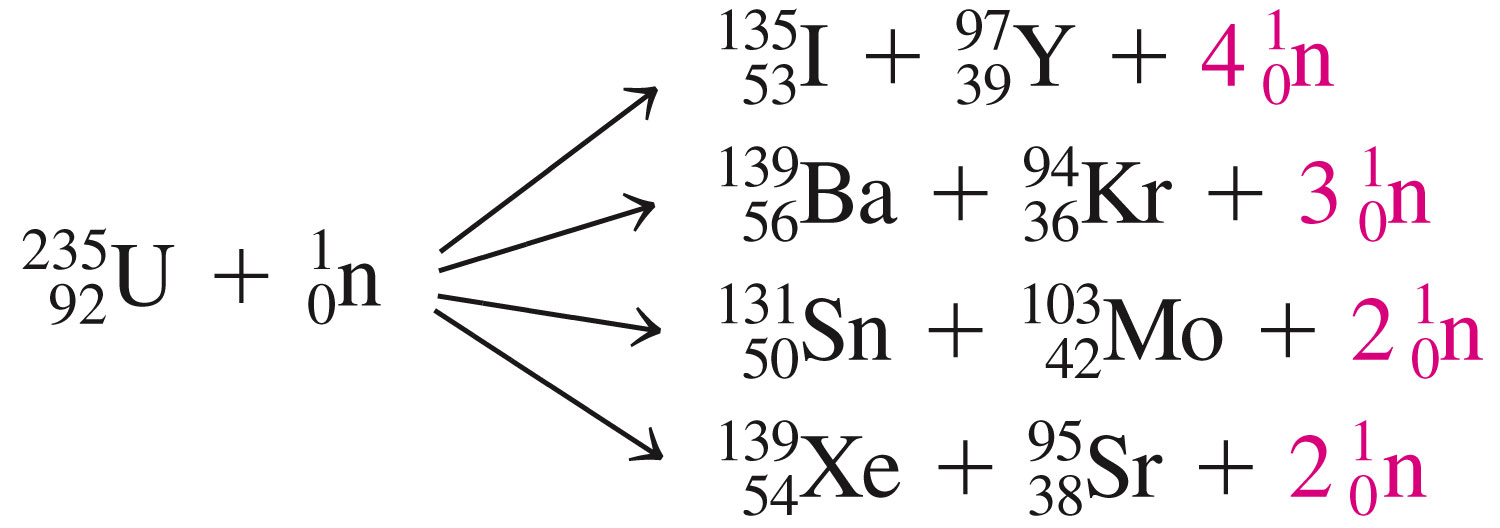 ¹³⁵₅₃I + ⁹⁷₃₉Y + 4 ¹₀n
¹³⁹₅₆Ba + ⁹⁴₃₆Kr + 3 ¹₀n
²³⁵₉₂U + ¹₀n
¹³¹₅₀Sn + ¹⁰³₄₂Mo + 2 ¹₀n
¹³⁹₅₄Xe + ⁹⁵₃₈Sr + 2 ¹₀n